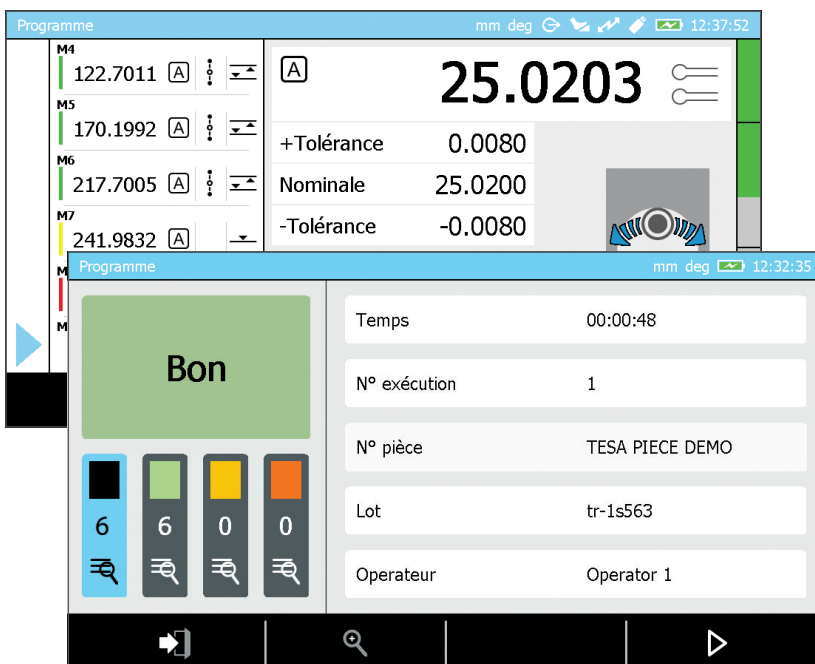 Programme mm deg 12:37:52
M4
122.7011 A
M5
170.1992 A
M6
217.7005 A
M7
241.9832 A
M
M
A 25.0203
+Tolérance 0.0080
Nominale 25.0200
-Tolérance -0.0080
Programme mm deg 12:32:35
Bon
6 6 0 0
Temps 00:00:48
Nº exécution 1
Nº pièce TESA PIECE DEMO
Lot tr-1s563
Operateur Operator 1